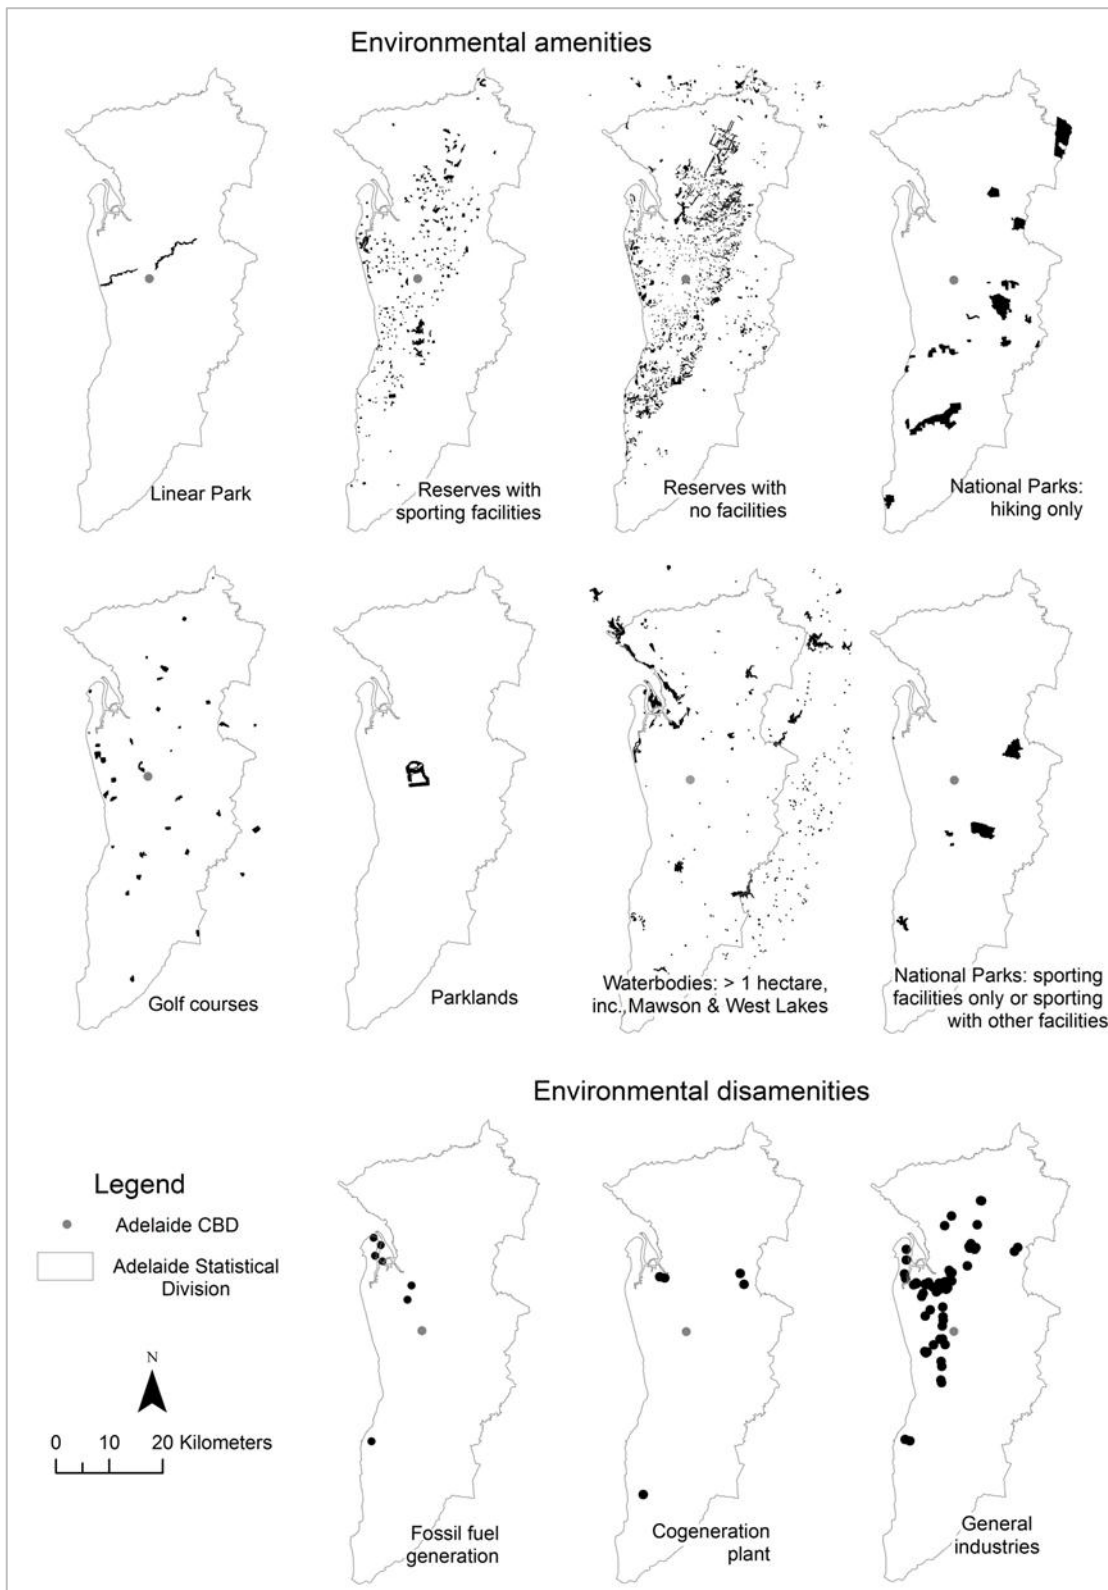 Environmental amenities
Linear Park
Reserves with
sporting facilities
Reserves with
no facilities
National Parks:
hiking only
Golf courses
Parklands
Waterbodies: > 1 hectare,
inc. Mawson & West Lakes
National Parks: sporting
facilities only or sporting
with other facilities
Environmental disamenities
Legend
Adelaide CBD
Adelaide Statistical
Division
N
0 10 20 Kilometers
Fossil fuel
generation
Cogeneration
plant
General
industries